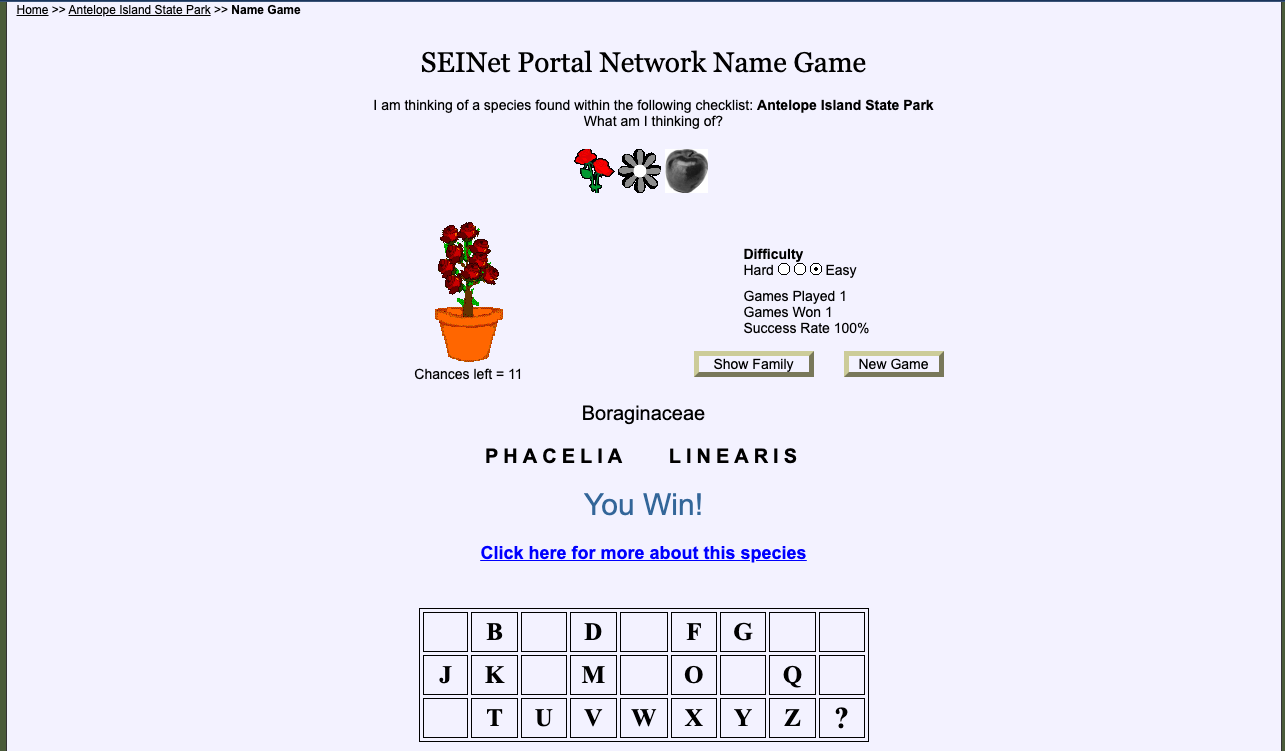 Home >> Antelope Island State Park >> Name Game
SEINet Portal Network Name Game
I am thinking of a species found within the following checklist: Antelope Island State Park
What am I thinking of?
Difficulty
Hard Easy
Games Played 1
Games Won 1
Success Rate 100%
Chances left = 11
Show Family New Game
Boraginaceae
PHACELIA LINEARIS
You Win!
Click here for more about this species
B D F G
J K M O Q
T U V W X Y Z ?